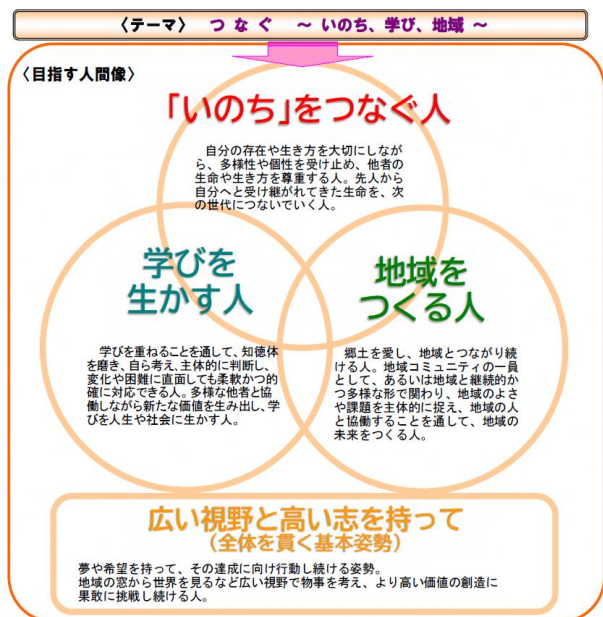 〈テーマ〉 つ な ぐ ～ いのち、学び、地域 ～
〈目指す人間像〉
「いのち」をつなぐ人
自分の存在や生き方を大切にしなが
ら、多様性や個性を受け止め、他者の
生命や生き方を尊重する人。先人から
自分へと受け継がれてきた生命を、次
の世代につないでいく人。
学びを
生かす人
学びを重ねることを通して、知徳体
を磨き、自ら考え、主体的に判断し、
変化や困難に直面しても柔軟かつ的
確に対応できる人。多様な他者と協
働しながら新たな価値を生み出し、学
びを人生や社会に生かす人。
地域を
つくる人
郷土を愛し、地域とつながり続
ける人。地域コミュニティの一員
として、あるいは地域と継続的か
つ多様な形で関わり、地域のよさ
や課題を主体的に捉え、地域の人
と協働することを通して、地域の
未来をつくる人。
広い視野と高い志を持って
（全体を貫く基本姿勢）
夢や希望を持って、その達成に向け行動し続ける姿勢。
地域の窓から世界を見るなど広い視野で物事を考え、より高い価値の創造に
果敢に挑戦し続ける人。